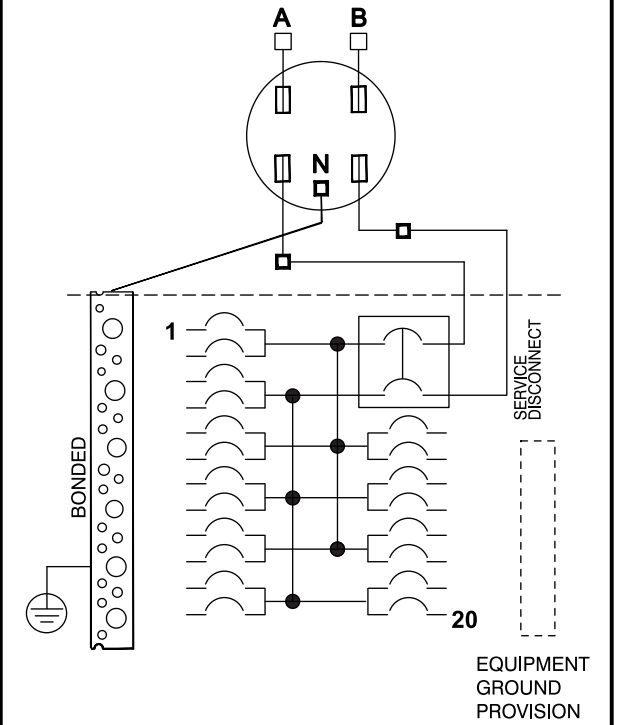 A
B
N
1
SERVICE
DISCONNECT
BONDED
20
EQUIPMENT
GROUND
PROVISION